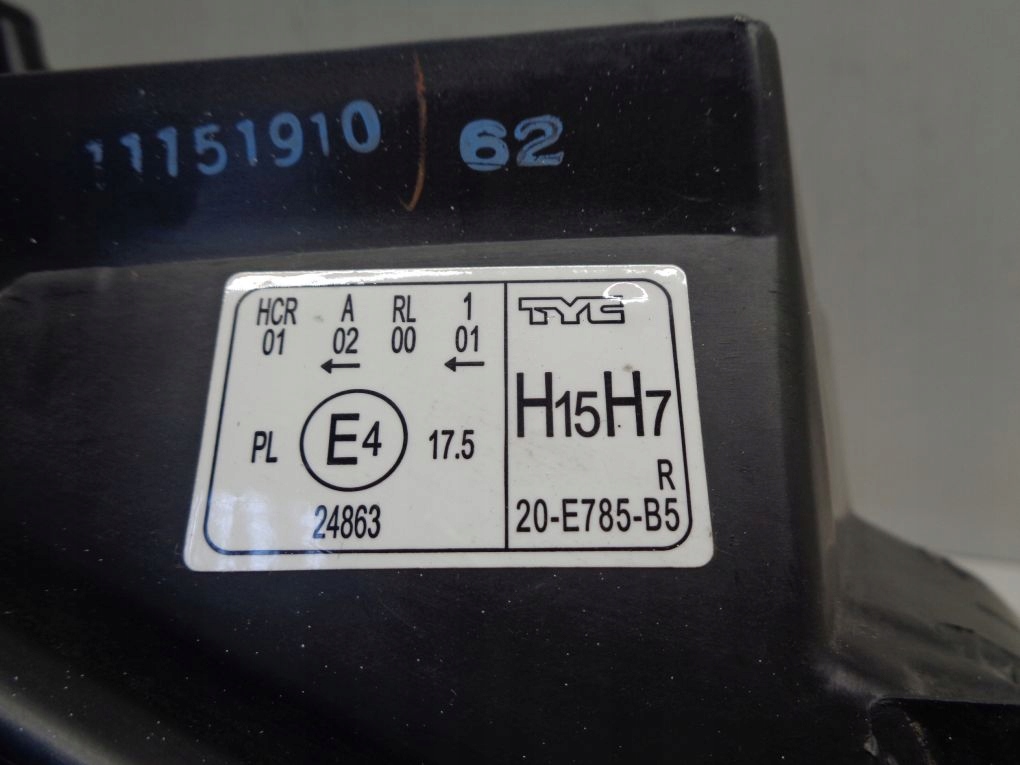 11151910 62
HCR A RL 1
01 02 00 01
← ←
PL E4 17.5
24863
TYC
H15H7
R
20-E785-B5